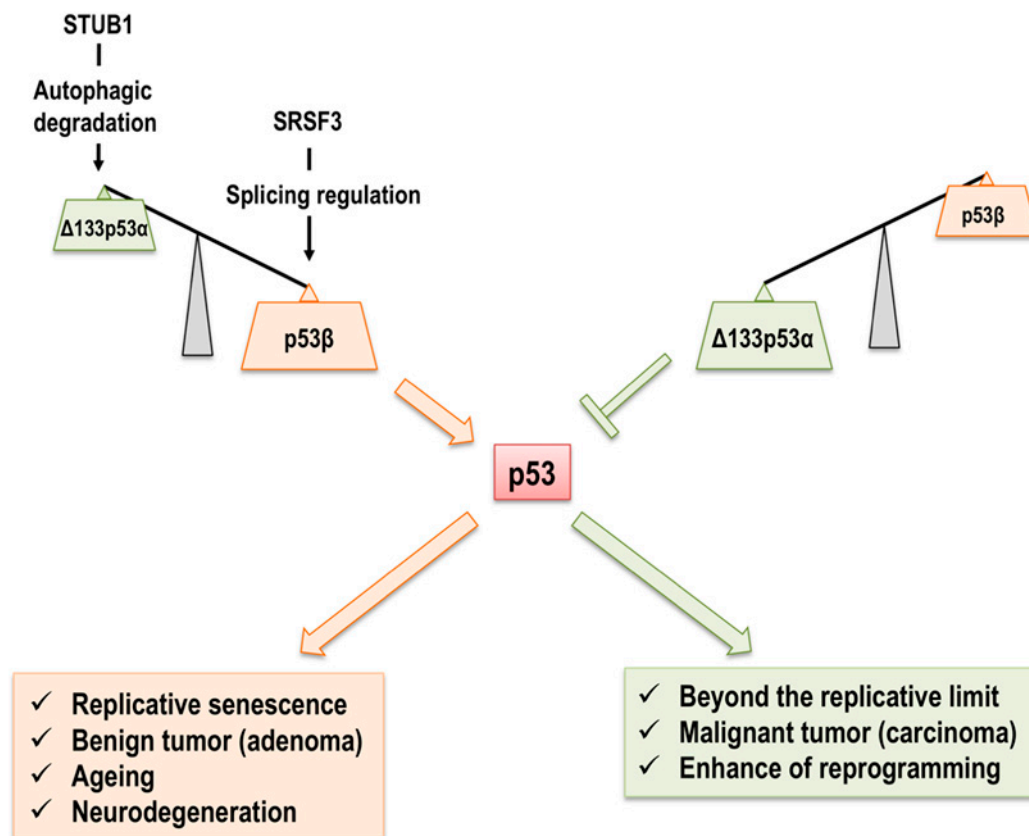 STUB1
Autophagic
degradation
SRSF3
Splicing regulation
Δ133p53α
p53β
p53β
Δ133p53α
p53
✓ Replicative senescence
✓ Benign tumor (adenoma)
✓ Ageing
✓ Neurodegeneration
✓ Beyond the replicative limit
✓ Malignant tumor (carcinoma)
✓ Enhance of reprogramming